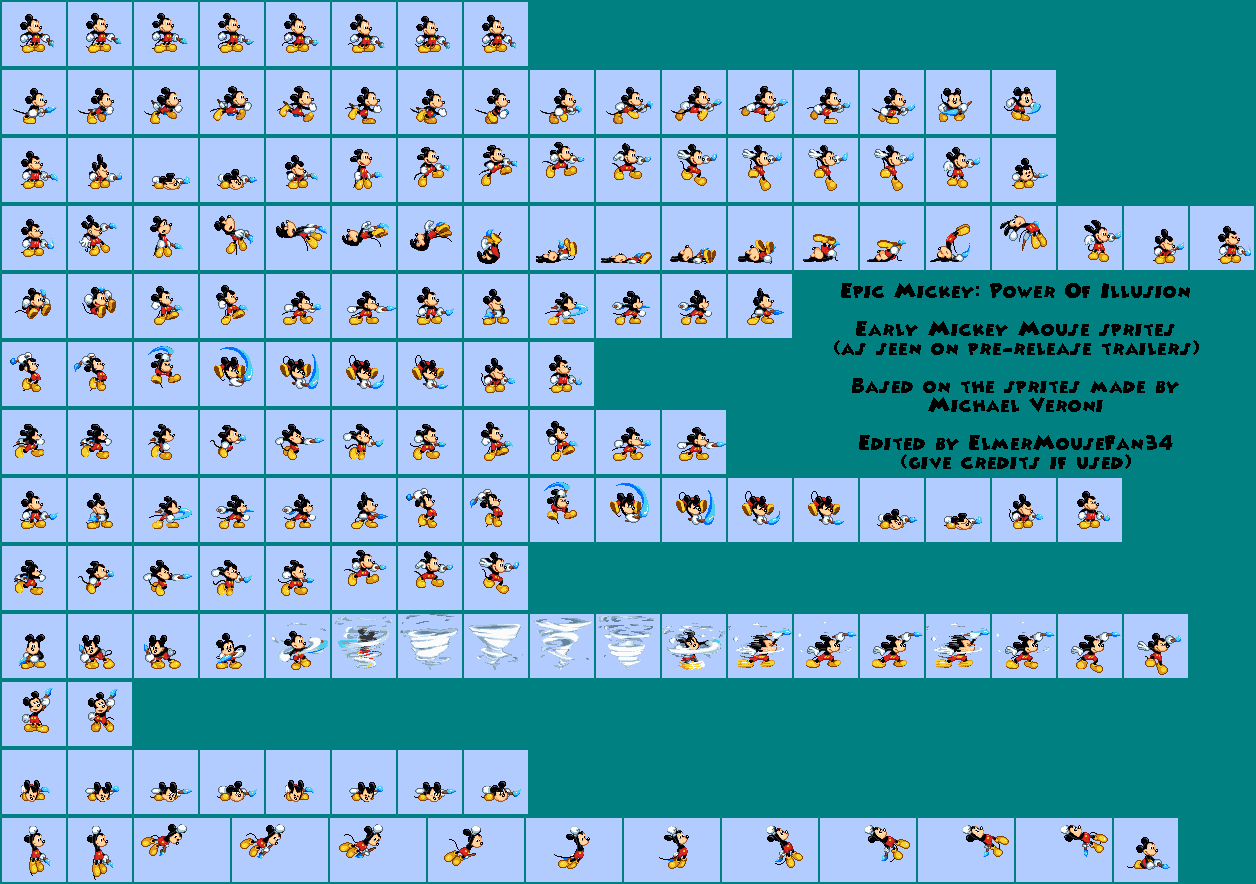 Epic Mickey: Power Of Illusion
Early Mickey Mouse sprites
(as seen on pre-release trailers)
Based on the sprites made by
Michael Veroni
Edited by ElmerMouseFan34
(give credits if used)